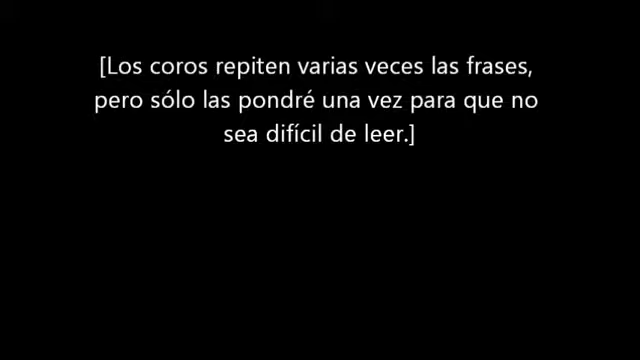 [Los coros repiten varias veces las frases,
pero sólo las pondré una vez para que no
sea difícil de leer.]